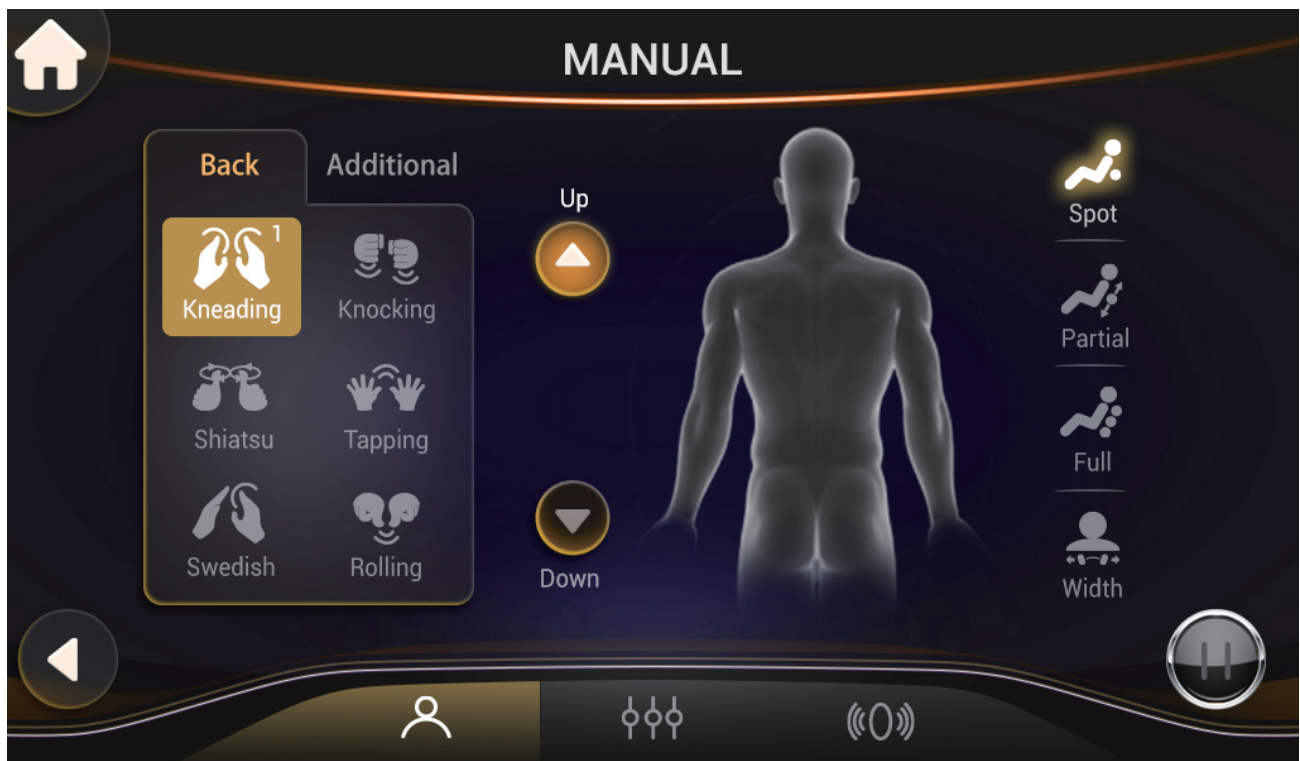 MANUAL
Back Additional
Kneading 1
Knocking
Shiatsu
Tapping
Swedish
Rolling
Up
Down
Spot
Partial
Full
Width